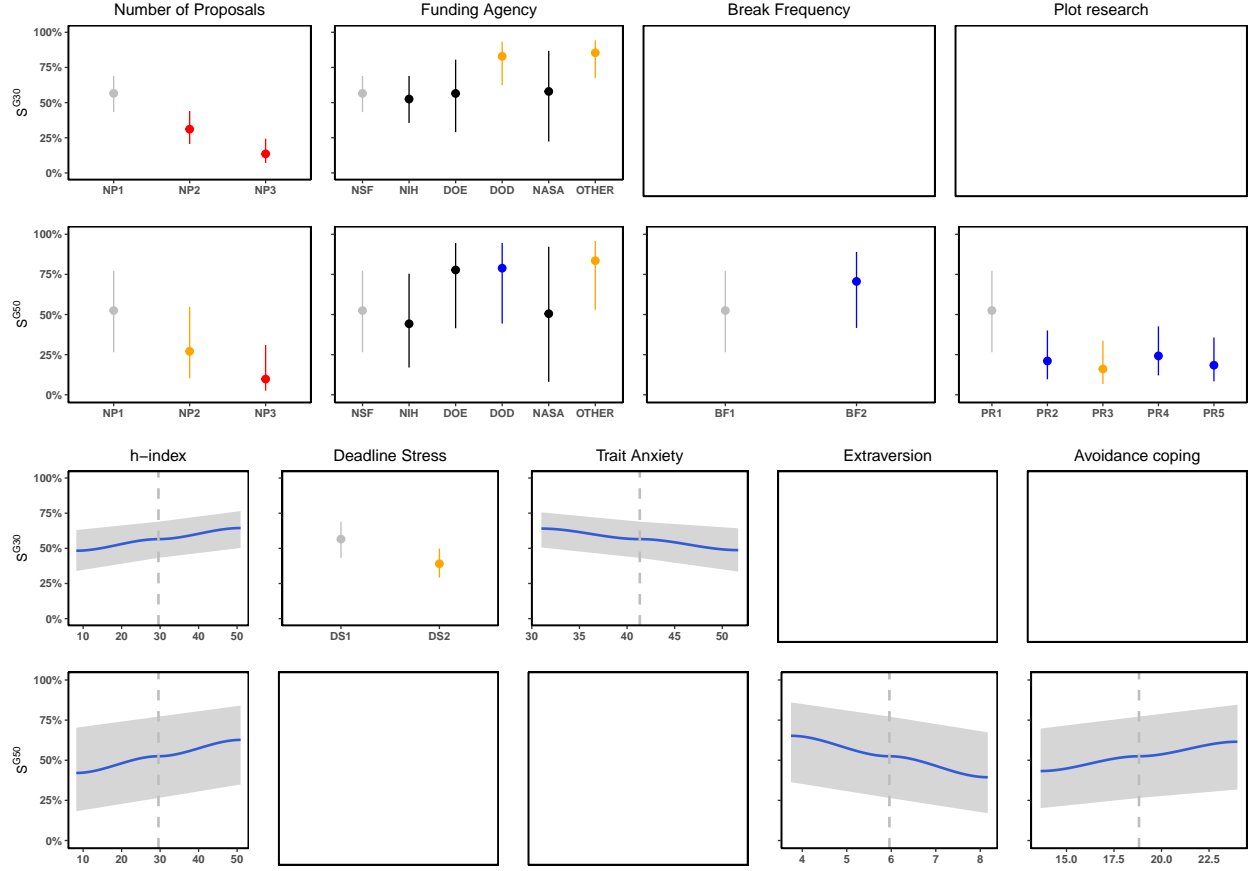 Number of Proposals Funding Agency Break Frequency Plot research
S^G30
100%
75%
50%
25%
0%
NP1 NP2 NP3
NSF NIH DOE DOD NASA OTHER
S^G50
100%
75%
50%
25%
0%
NP1 NP2 NP3
NSF NIH DOE DOD NASA OTHER
BF1 BF2
PR1 PR2 PR3 PR4 PR5
h−index Deadline Stress Trait Anxiety Extraversion Avoidance coping
S^G30
100%
75%
50%
25%
0%
10 20 30 40 50
DS1 DS2
30 35 40 45 50
S^G50
100%
75%
50%
25%
0%
10 20 30 40 50
4 5 6 7 8
15.0 17.5 20.0 22.5